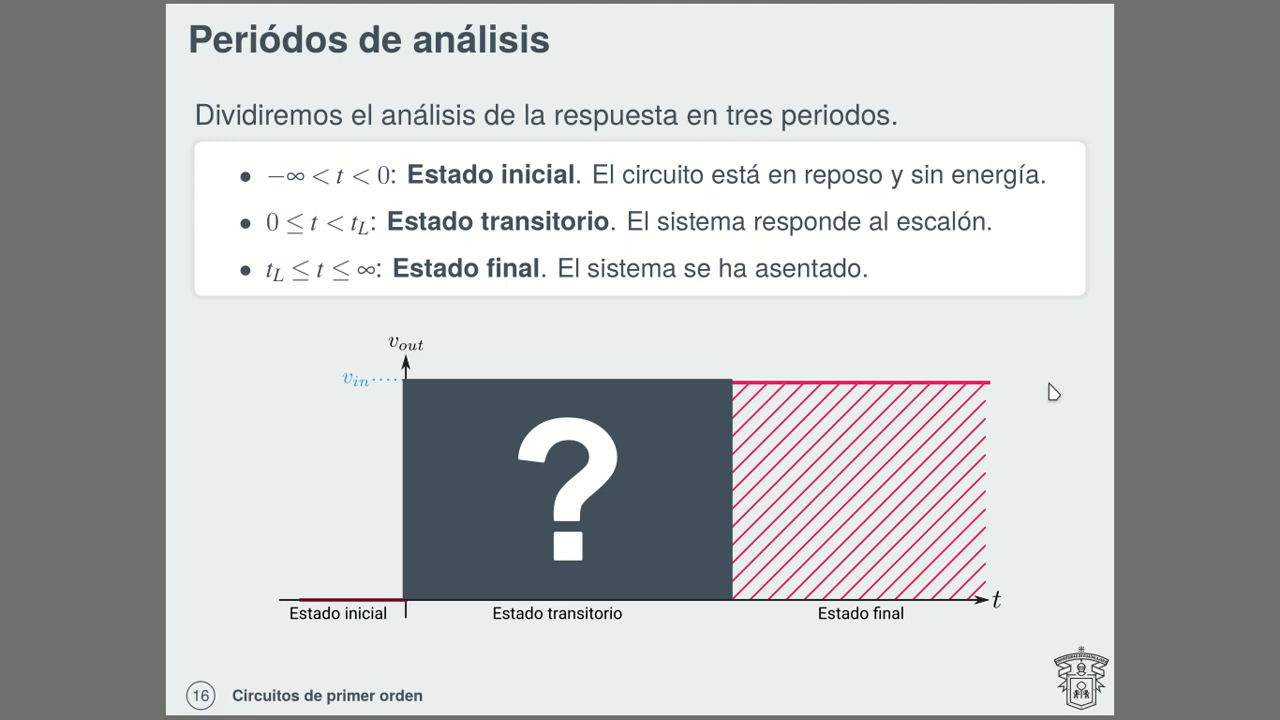 Periódos de análisis
Dividiremos el análisis de la respuesta en tres periodos.
• −∞ < t < 0: Estado inicial. El circuito está en reposo y sin energía.
• 0 ≤ t < t_L: Estado transitorio. El sistema responde al escalón.
• t_L ≤ t ≤ ∞: Estado final. El sistema se ha asentado.
v_out
v_in
?
t
Estado inicial Estado transitorio Estado final
16 Circuitos de primer orden